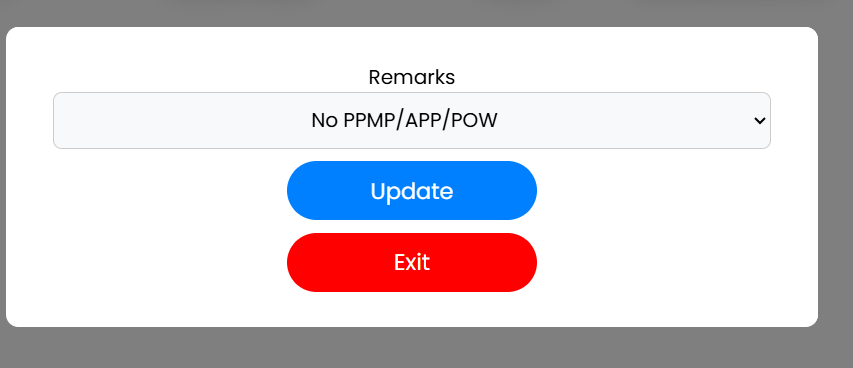 Remarks
No PPMP/APP/POW
Update
Exit